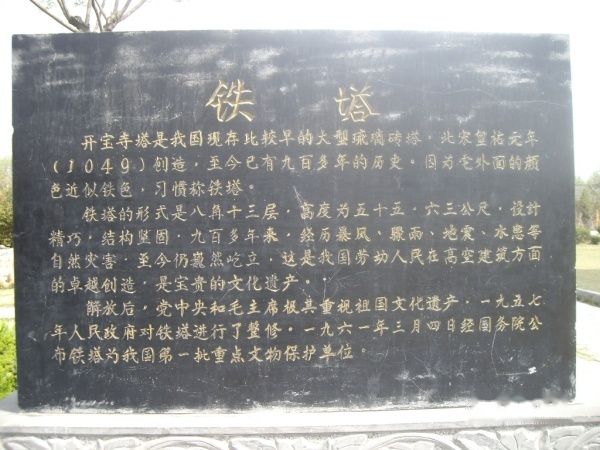 铁塔
开宝寺塔是我国现存比较早的大型琉璃砖塔，北宋皇祐元年
(1049)创造，至今已有九百多年的历史。因为它外面的颜
色近似铁色，习惯称铁塔。
铁塔的形式是八角十三层，高度为五十五．六三公尺，设计
精巧，结构坚固，九百多年来，经历暴风、骤雨、地震、水患等
自然灾害，至今仍巍然屹立，这是我国劳动人民在高空建筑方面
的卓越创造，是宝贵的文化遗产。
解放后，党中央和毛主席极其重视祖国文化遗产，一九五七
年人民政府对铁塔进行了整修。一九六一年三月四日经国务院公
布铁塔为我国第一批重点文物保护单位。